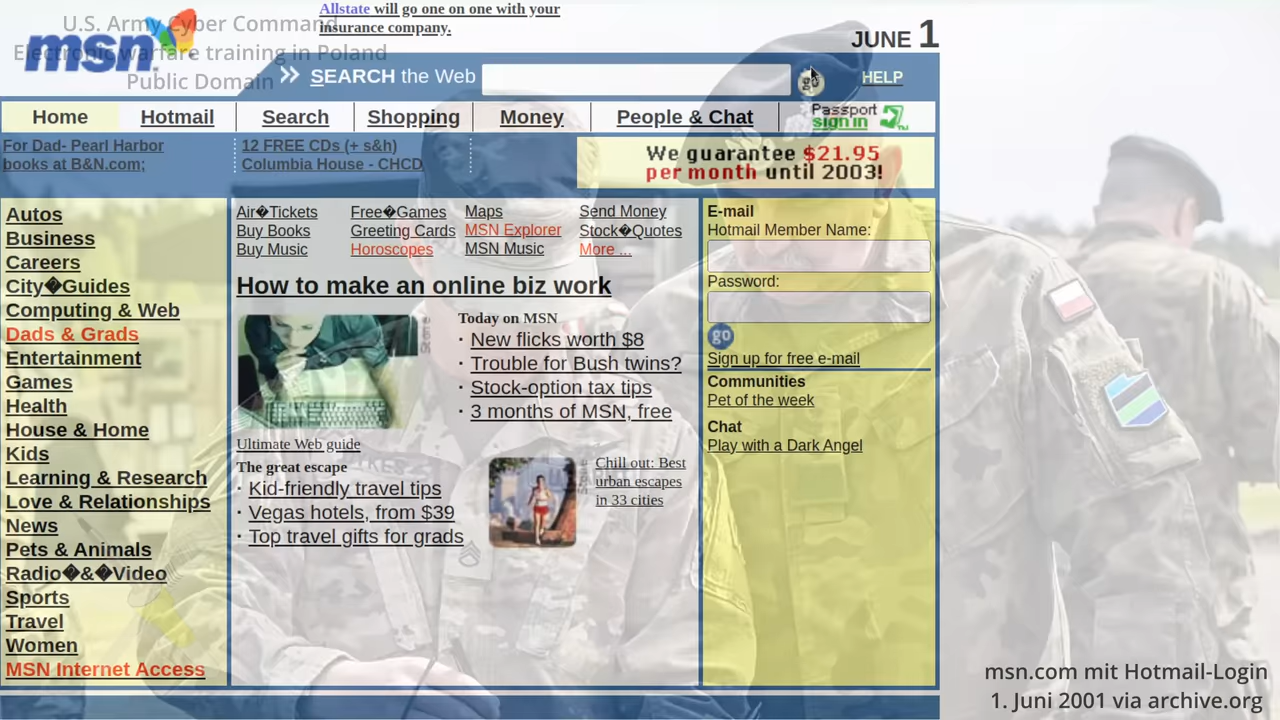 U.S. Army Cyber Command
Electronic warfare training in Poland
Public Domain
msn
Allstate will go one on one with your
insurance company.
JUNE 1
SEARCH the Web
go
HELP
Home Hotmail Search Shopping Money People & Chat Passport sign in
For Dad- Pearl Harbor
books at B&N.com;
12 FREE CDs (+ s&h)
Columbia House - CHCD
We guarantee $21.95
per month until 2003!
Autos
Business
Careers
City�Guides
Computing & Web
Dads & Grads
Entertainment
Games
Health
House & Home
Kids
Learning & Research
Love & Relationships
News
Pets & Animals
Radio�&�Video
Sports
Travel
Women
MSN Internet Access
Air�Tickets Free�Games Maps Send Money
Buy Books Greeting Cards MSN Explorer Stock�Quotes
Buy Music Horoscopes MSN Music More ...
How to make an online biz work
Today on MSN
· New flicks worth $8
· Trouble for Bush twins?
· Stock-option tax tips
· 3 months of MSN, free
Ultimate Web guide
The great escape
· Kid-friendly travel tips
· Vegas hotels, from $39
· Top travel gifts for grads
Chill out: Best
urban escapes
in 33 cities
E-mail
Hotmail Member Name:
Password:
go
Sign up for free e-mail
Communities
Pet of the week
Chat
Play with a Dark Angel
msn.com mit Hotmail-Login
1. Juni 2001 via archive.org